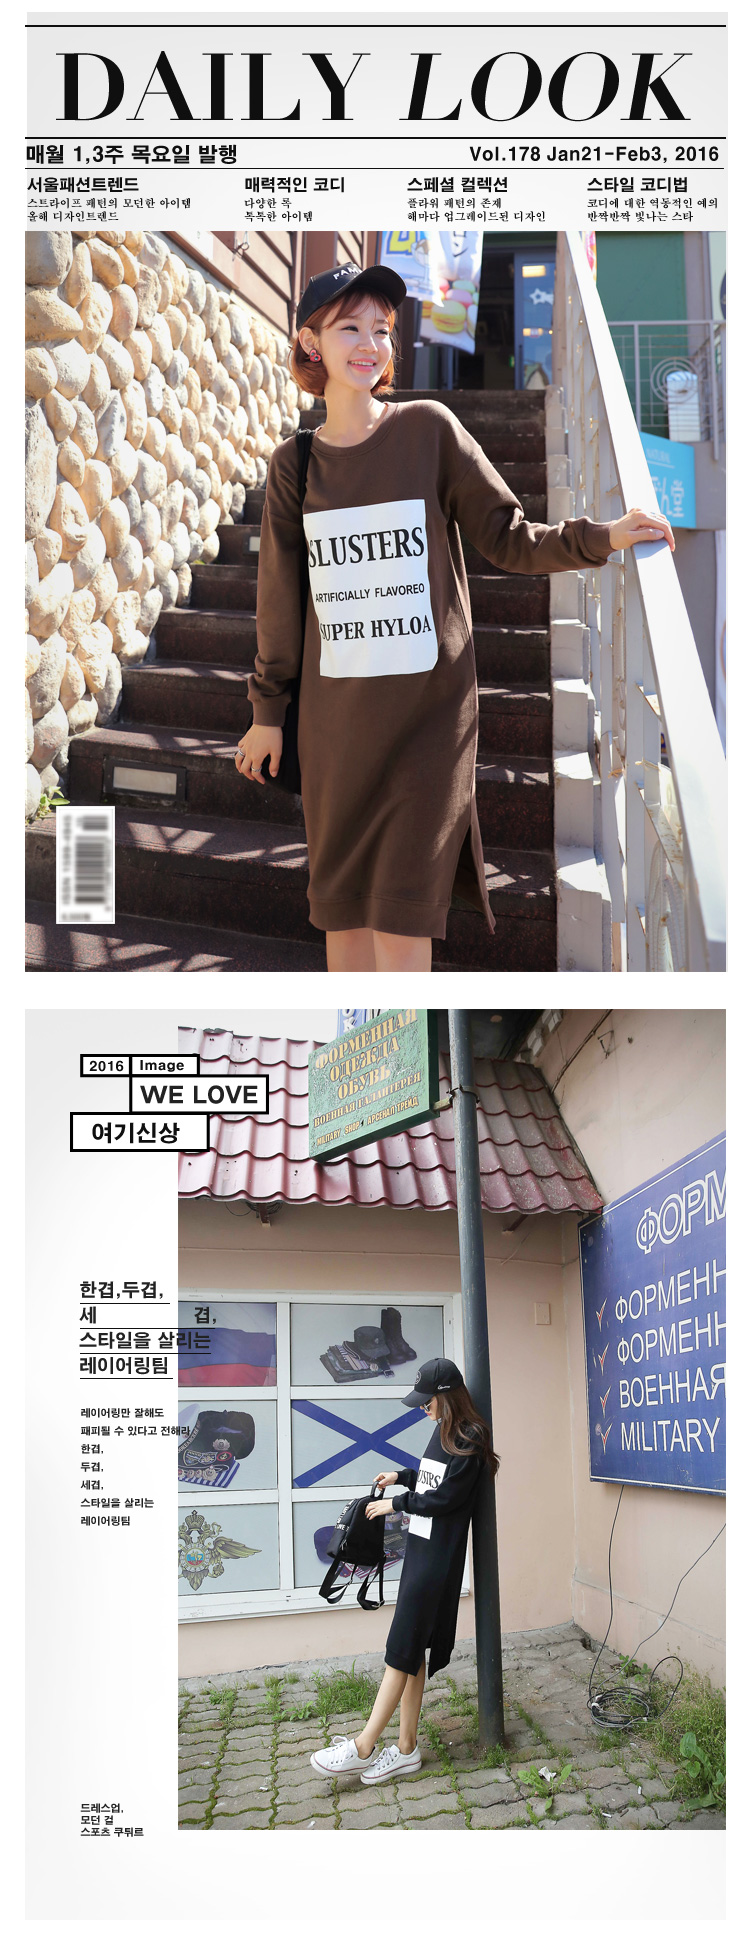 DAILY LOOK
매월 1,3주 목요일 발행
Vol.178 Jan21-Feb3, 2016
서울패션트렌드
스트라이프 패턴의 모던한 아이템
올해 디자인트렌드
매력적인 코디
다양한 룩
톡톡한 아이템
스페셜 컬렉션
플라워 패턴의 존재
해마다 업그레이드된 디자인
스타일 코디법
코디에 대한 역동적인 예의
반짝반짝 빛나는 스타
FAM
SLUSTERS
ARTIFICIALLY FLAVOREO
SUPER HYLOA
2016 Image
WE LOVE
여기신상
ФОРМЕННАЯ
ОДЕЖДА
ОБУВЬ
ВОЕННАЯ ГАЛАНТЕРЕЯ
MILITARY SHOP АРСЕНАЛТРЕЙД
ФОРМ
ФОРМЕНН
ФОРМЕНН
ВОЕННАЯ
MILITARY
한겹,두겹,
세 겹,
스타일을 살리는
레이어링팀
레이어링만 잘해도
패피될 수 있다고 전해라
한겹,
두겹,
세겹,
스타일을 살리는
레이어링팀
드레스업,
모던 걸
스포츠 쿠튀르